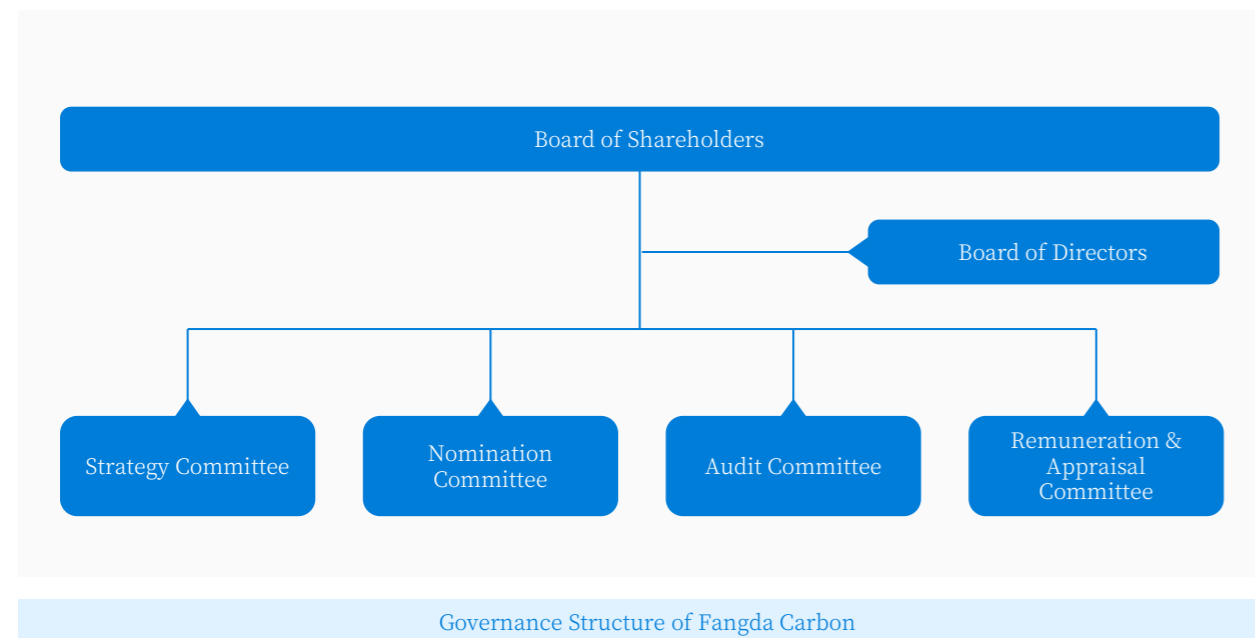 Board of Shareholders
Board of Directors
Strategy Committee
Nomination
Committee
Audit Committee
Remuneration &
Appraisal
Committee
Governance Structure of Fangda Carbon